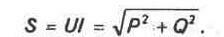 S = UI = √P² + Q² .